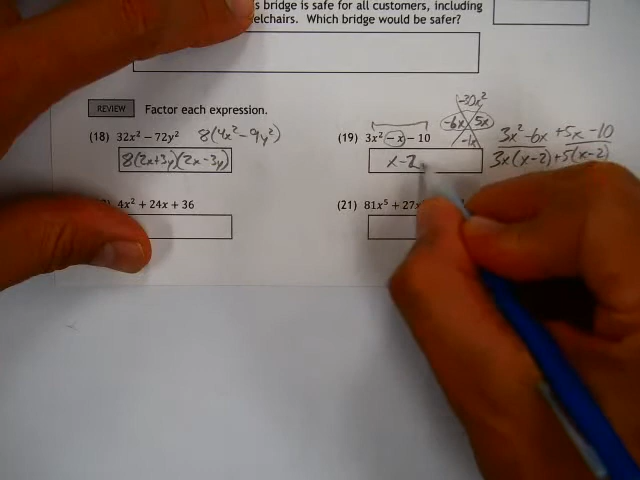 s bridge is safe for all customers, including
elchairs. Which bridge would be safer?
REVIEW Factor each expression.
(18) 32x² – 72y² 8(4x² - 9y²)
8(2x+3y)(2x-3y)
(19) 3x² – x – 10
-30x²
-6x 5x
-1x
3x² - 6x + 5x - 10
3x(x-2)+5(x-2)
x-2
4x² + 24x + 36
(21) 81x⁵ + 27x